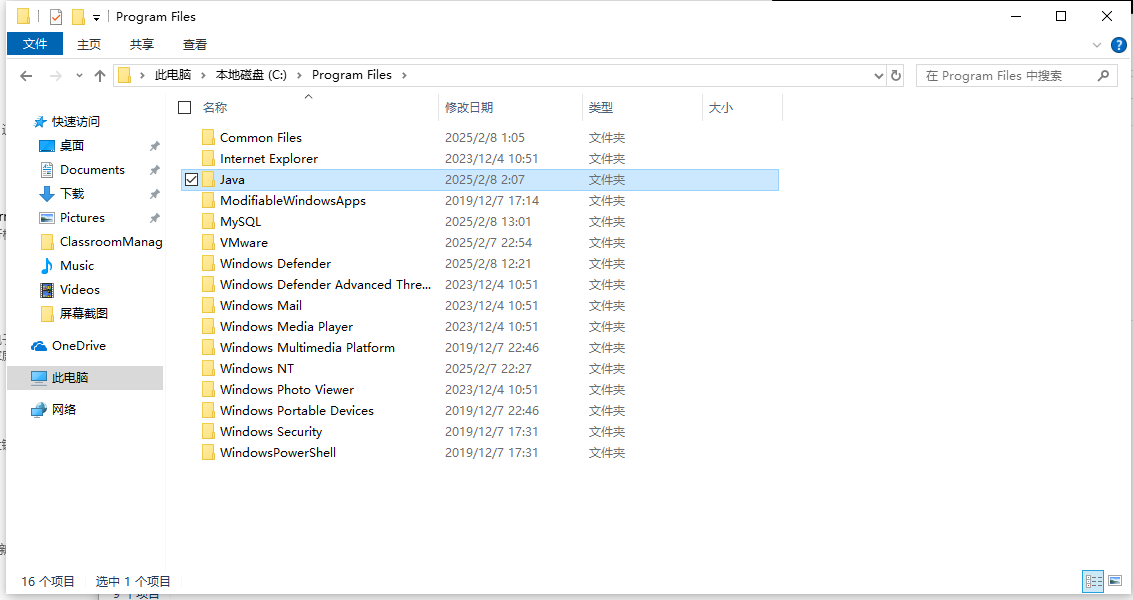 Program Files
文件 主页 共享 查看
此电脑 本地磁盘 (C:) Program Files
在 Program Files 中搜索
快速访问
桌面
Documents
下载
Pictures
ClassroomManag
Music
Videos
屏幕截图
OneDrive
此电脑
网络
名称 修改日期 类型 大小
Common Files 2025/2/8 1:05 文件夹
Internet Explorer 2023/12/4 10:51 文件夹
Java 2025/2/8 2:07 文件夹
ModifiableWindowsApps 2019/12/7 17:14 文件夹
MySQL 2025/2/8 13:01 文件夹
VMware 2025/2/7 22:54 文件夹
Windows Defender 2025/2/8 12:21 文件夹
Windows Defender Advanced Thre... 2023/12/4 10:51 文件夹
Windows Mail 2023/12/4 10:51 文件夹
Windows Media Player 2023/12/4 10:51 文件夹
Windows Multimedia Platform 2019/12/7 22:46 文件夹
Windows NT 2025/2/7 22:27 文件夹
Windows Photo Viewer 2023/12/4 10:51 文件夹
Windows Portable Devices 2019/12/7 22:46 文件夹
Windows Security 2019/12/7 17:31 文件夹
WindowsPowerShell 2019/12/7 17:31 文件夹
16 个项目 选中 1 个项目